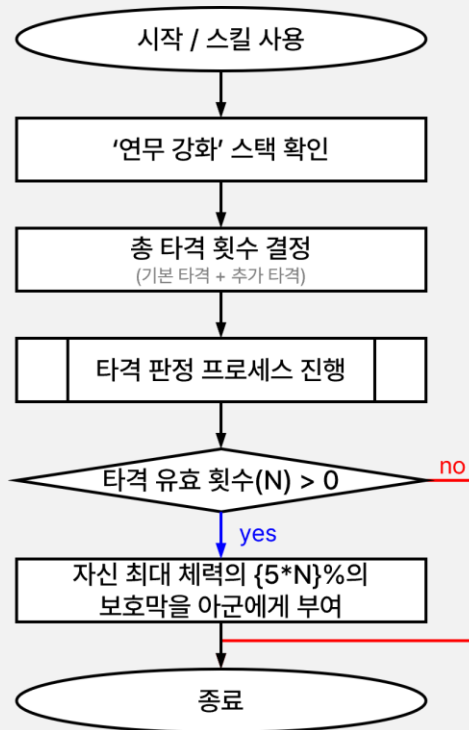 시작 / 스킬 사용
‘연무 강화’ 스택 확인
총 타격 횟수 결정
(기본 타격 + 추가 타격)
타격 판정 프로세스 진행
타격 유효 횟수(N) > 0
no
yes
자신 최대 체력의 {5*N}%의
보호막을 아군에게 부여
종료